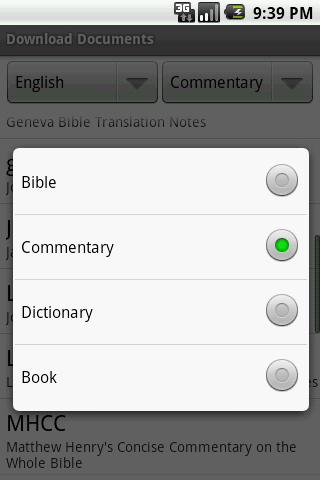 3G 9:39 PM
Download Documents
English Commentary
Geneva Bible Translation Notes
Bible
Commentary
Dictionary
Book
MHCC
Matthew Henry's Concise Commentary on the
Whole Bible